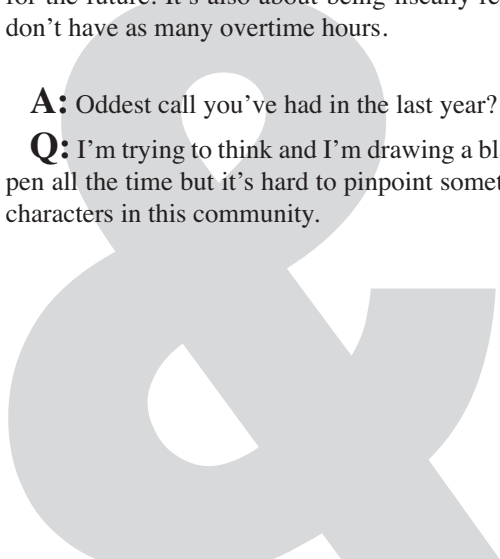 for the future. It's also about being fiscally re
don't have as many overtime hours.
A: Oddest call you've had in the last year?
Q: I'm trying to think and I'm drawing a bl
pen all the time but it's hard to pinpoint somet
characters in this community.
&